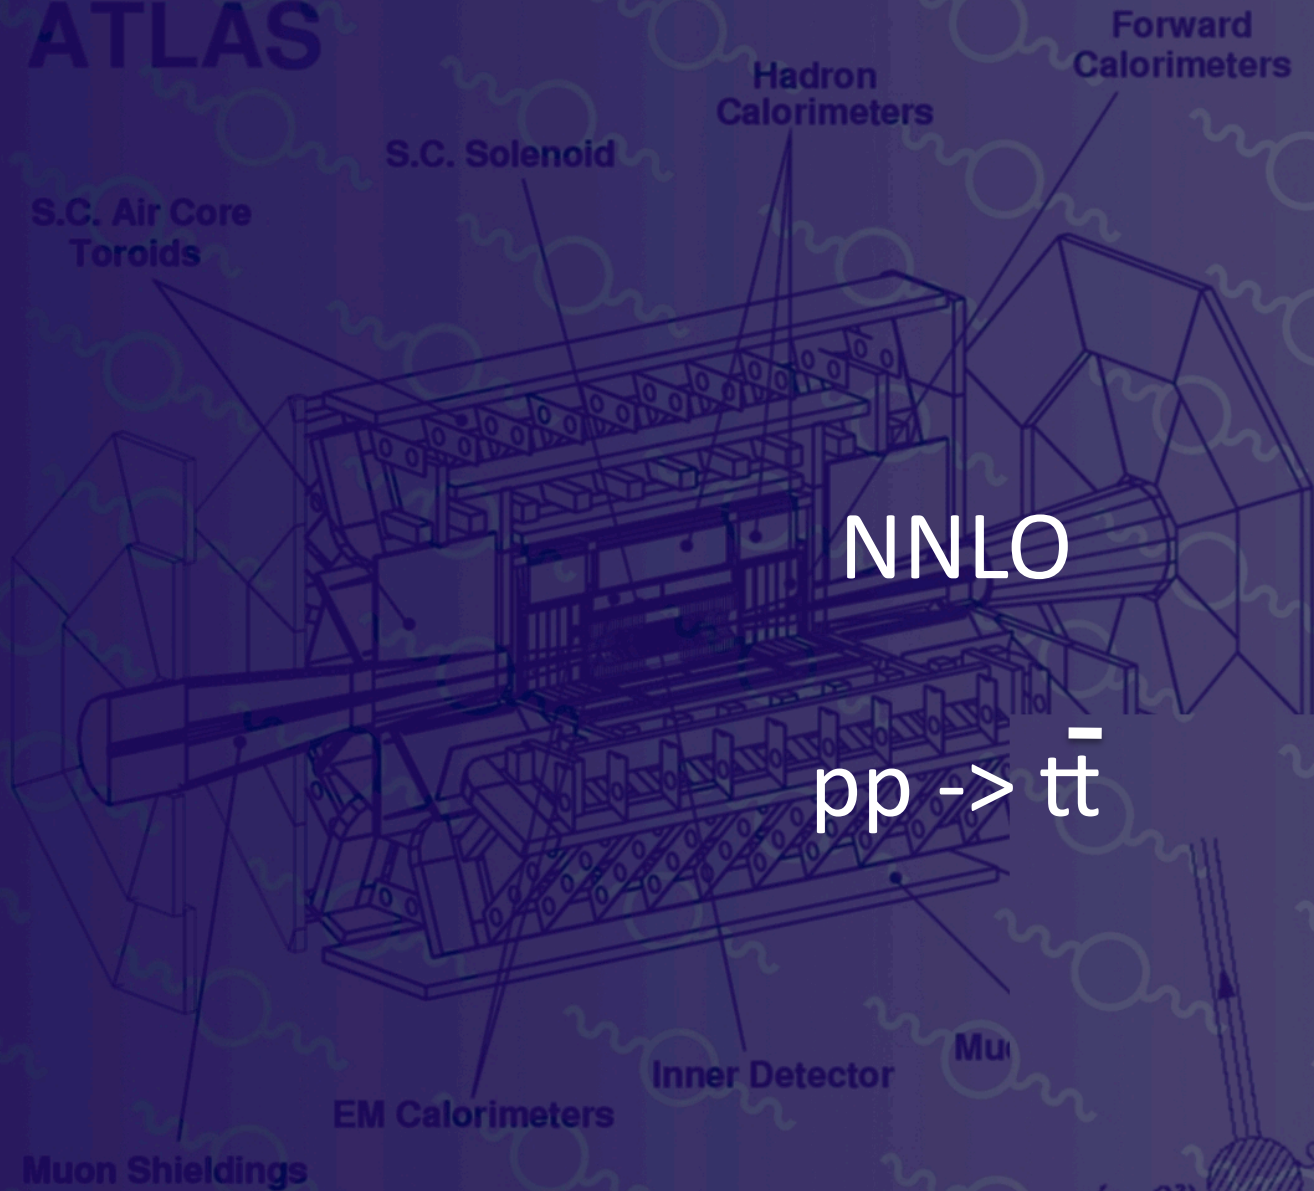 ATLAS
Forward
Calorimeters
Hadron
Calorimeters
S.C. Solenoid
S.C. Air Core
Toroids
NNLO
pp -> tt̄
Inner Detector
EM Calorimeters
Muon Shieldings